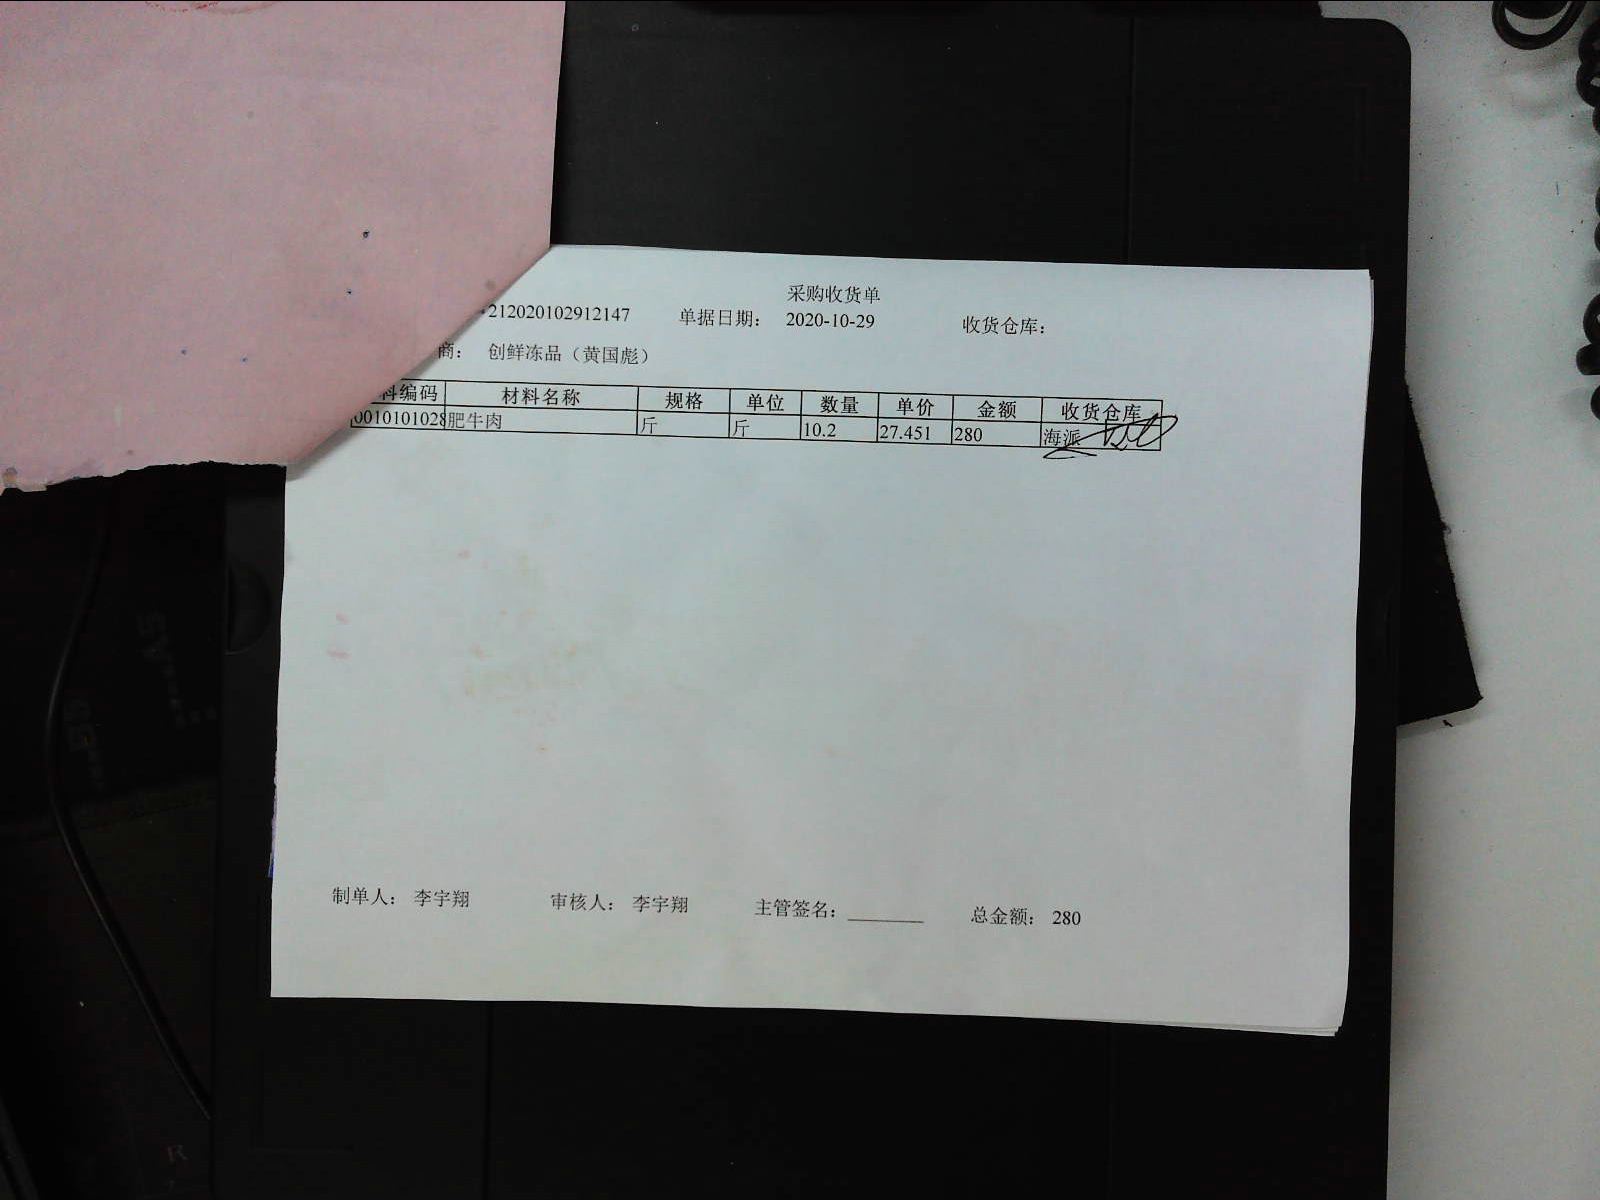 采购收货单
212020102912147 单据日期: 2020-10-29 收货仓库:
商: 创鲜冻品（黄国彪）
料编码 材料名称 规格 单位 数量 单价 金额 收货仓库
0010101028 肥牛肉 斤 斤 10.2 27.451 280 海派
制单人: 李宇翔 审核人: 李宇翔 主管签名: ________ 总金额: 280